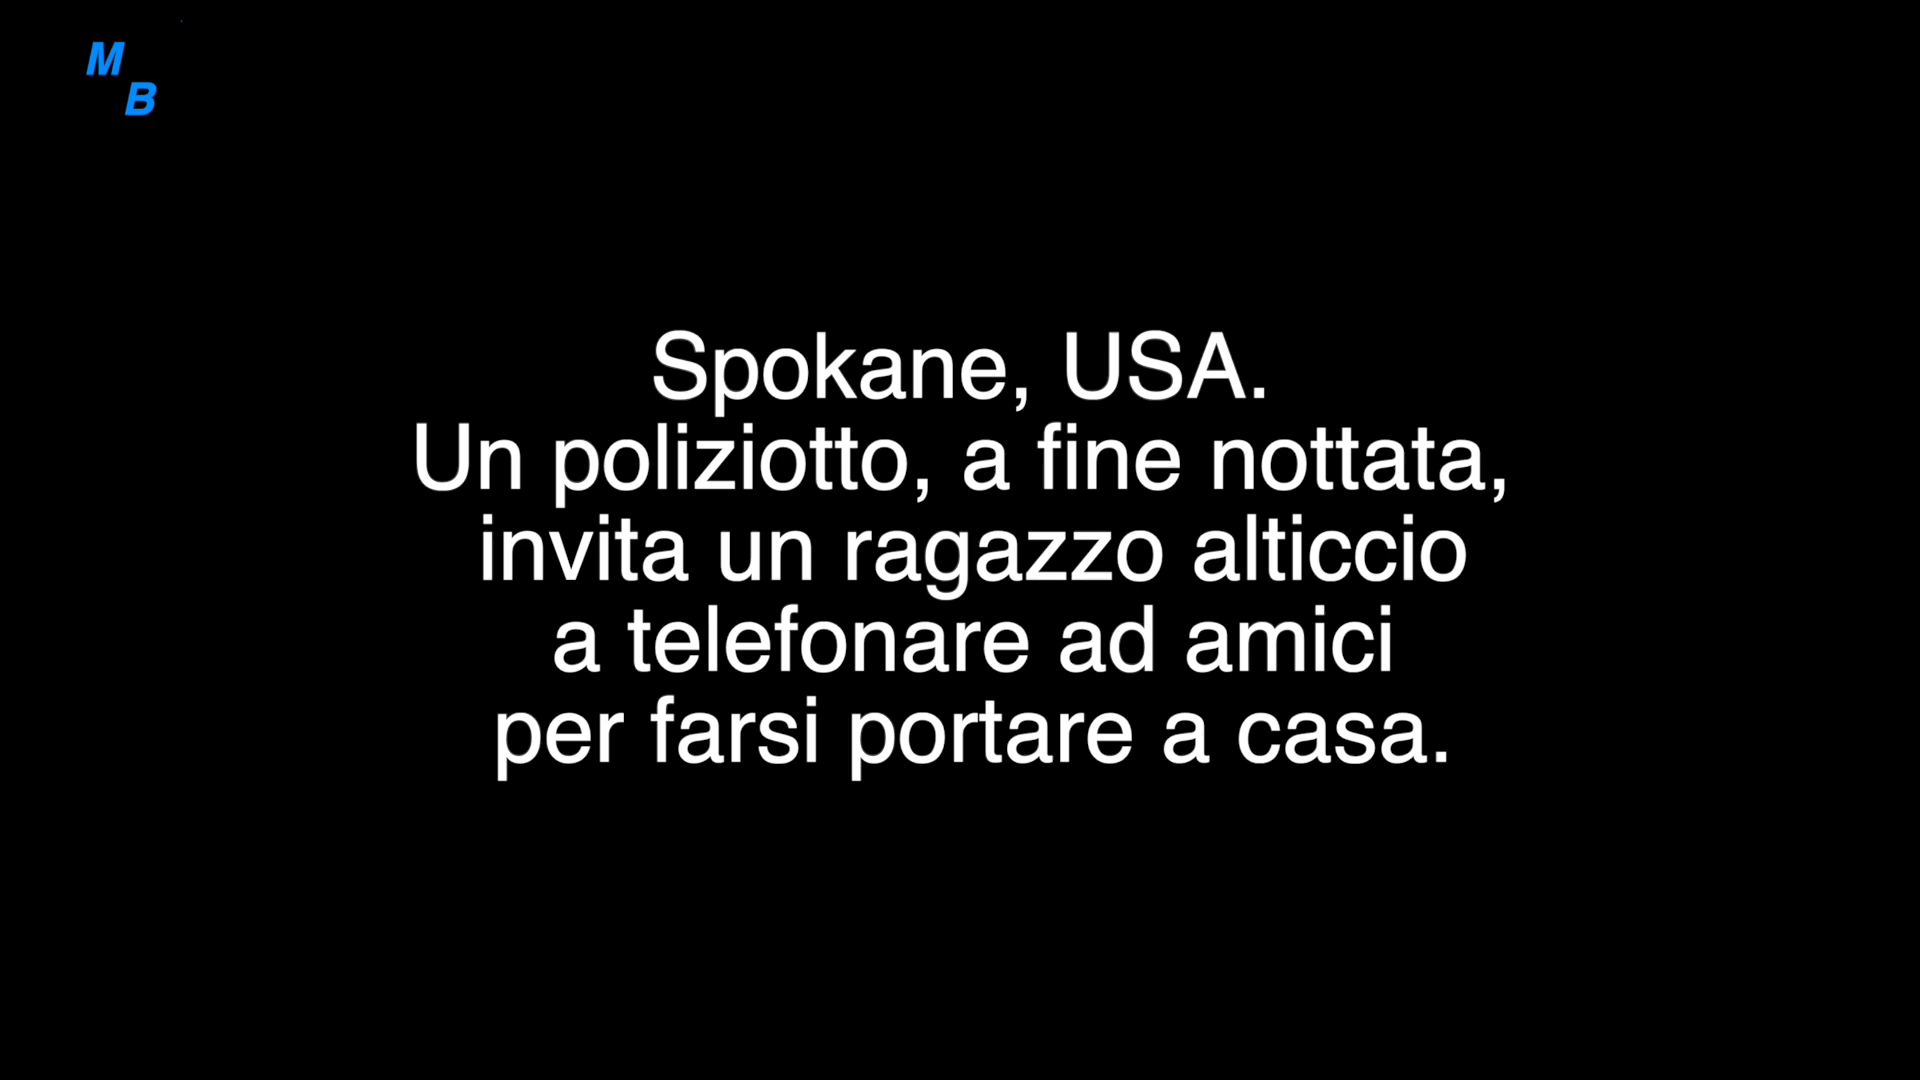 M
B
Spokane, USA.
Un poliziotto, a fine nottata,
invita un ragazzo alticcio
a telefonare ad amici
per farsi portare a casa.